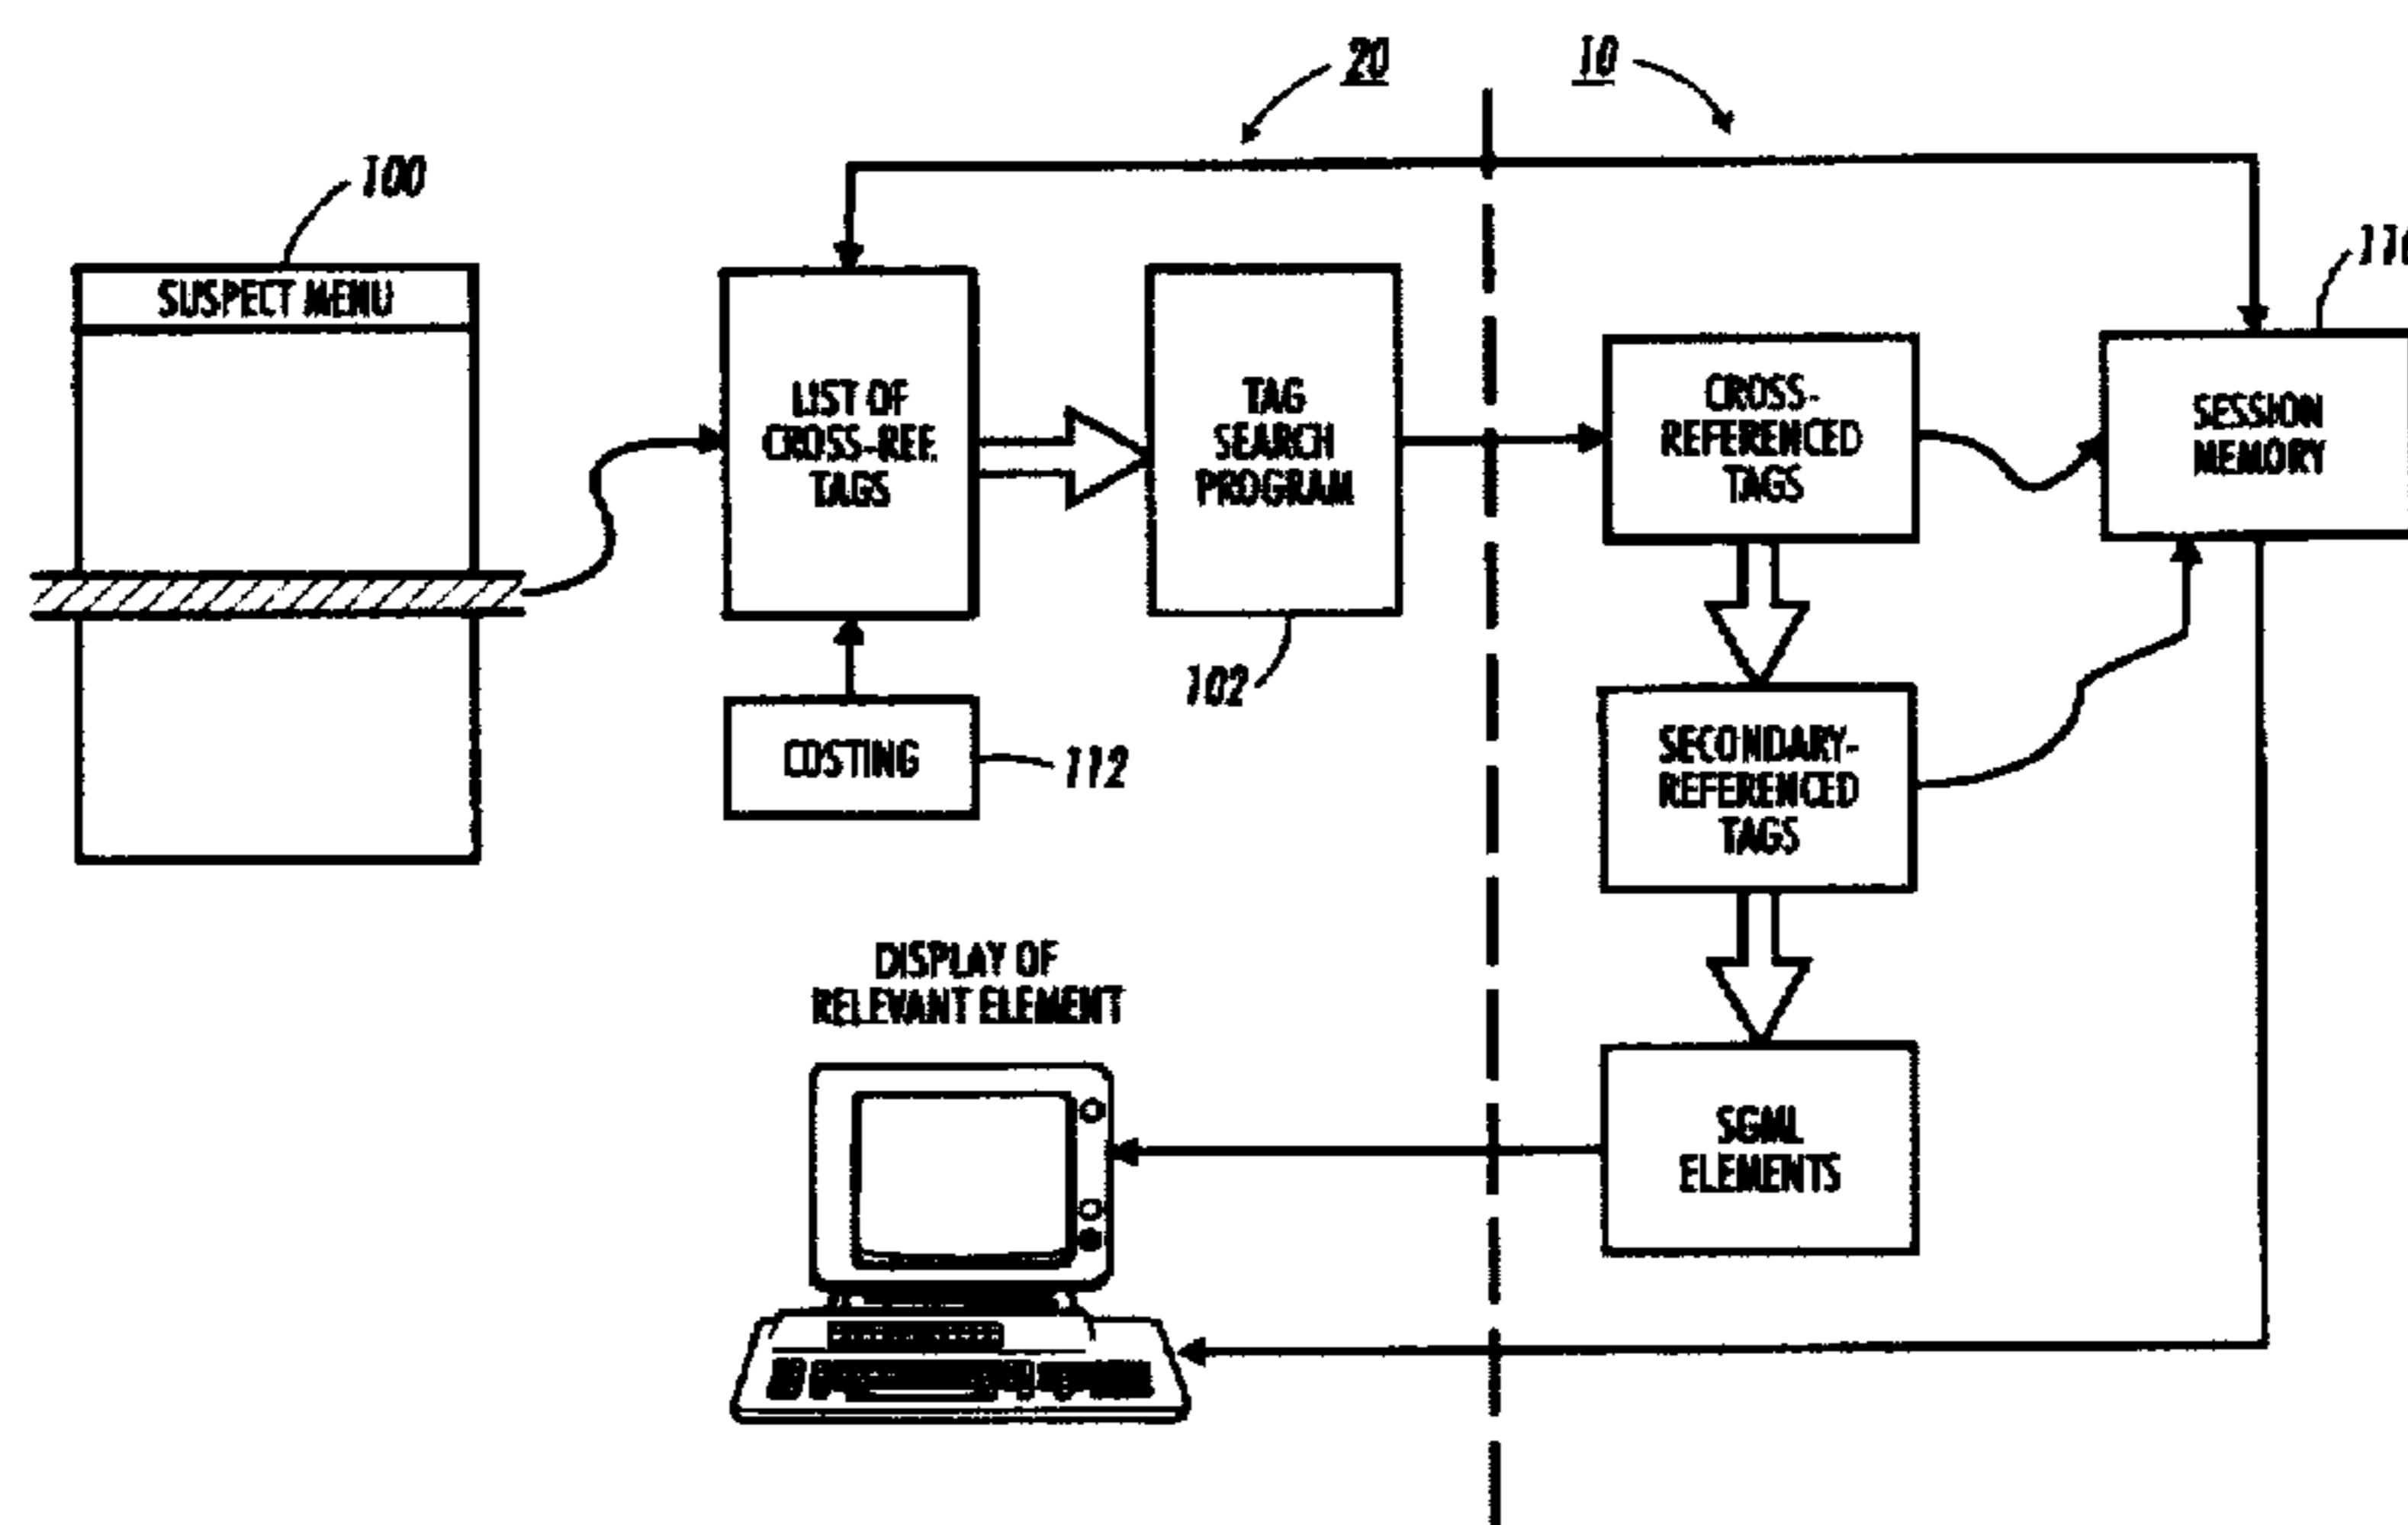 20
10
100
SUSPECT MENU
LIST OF
CROSS-REF.
TAGS
TAG
SEARCH
PROGRAM
102
COSTING
112
CROSS-
REFERENCED
TAGS
SESSION
MEMORY
SECONDARY-
REFERENCED
TAGS
DISPLAY OF
RELEVANT ELEMENT
SGML
ELEMENTS